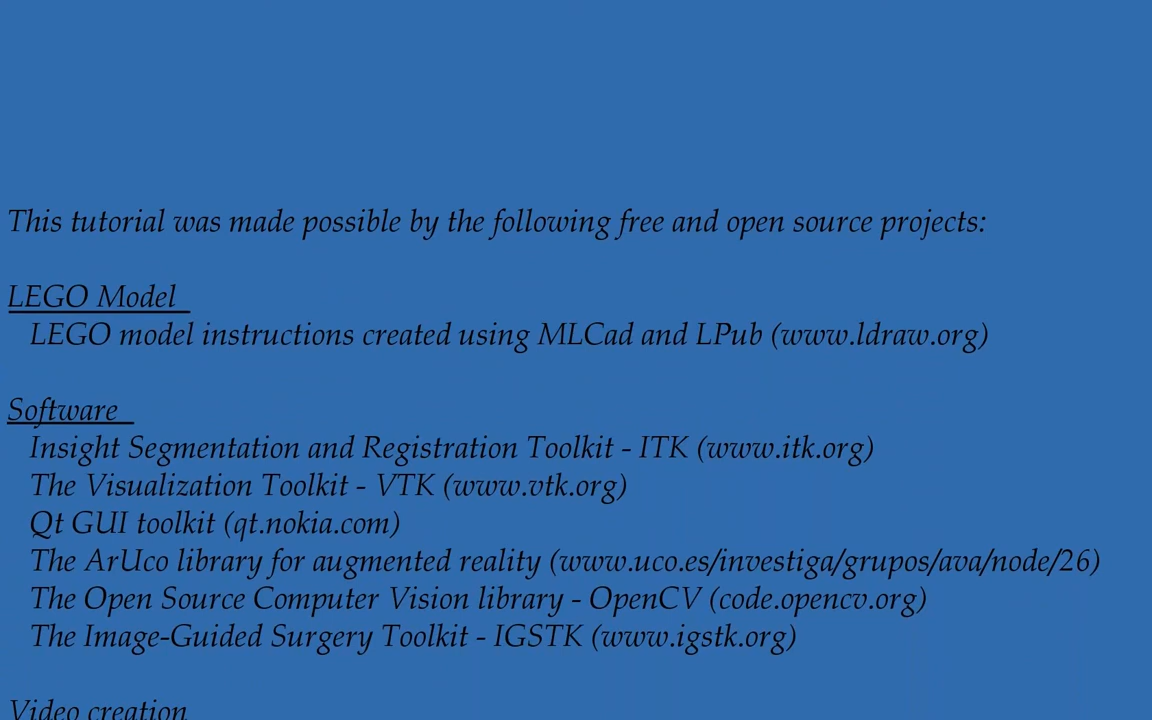 This tutorial was made possible by the following free and open source projects:
LEGO Model
LEGO model instructions created using MLCad and LPub (www.ldraw.org)
Software
Insight Segmentation and Registration Toolkit - ITK (www.itk.org)
The Visualization Toolkit - VTK (www.vtk.org)
Qt GUI toolkit (qt.nokia.com)
The ArUco library for augmented reality (www.uco.es/investiga/grupos/ava/node/26)
The Open Source Computer Vision library - OpenCV (code.opencv.org)
The Image-Guided Surgery Toolkit - IGSTK (www.igstk.org)
Video creation